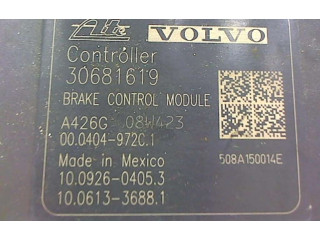 Ate VOLVO
Controller
30681619
BRAKE CONTROL MODULE
A426G 08W423
00.0404-972C.1
Made in Mexico 508A150014E
10.0926-0405.3
10.0613-3688.1